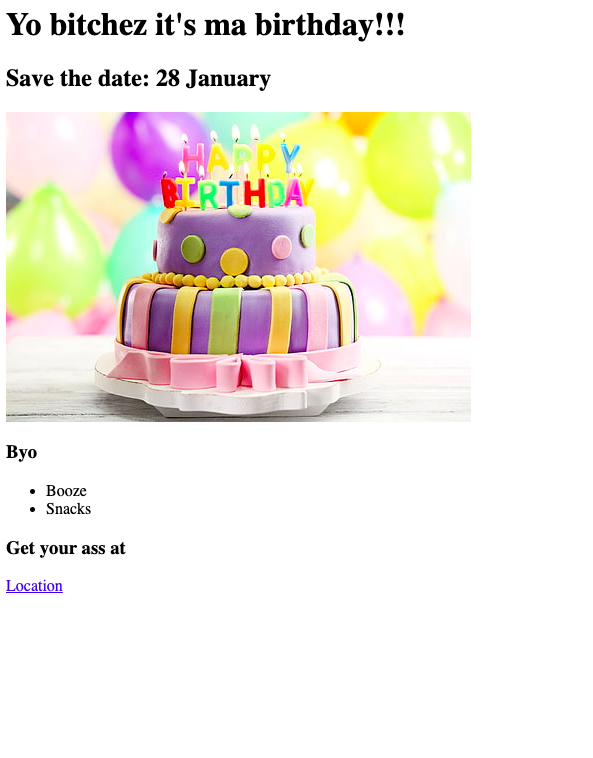 Yo bitchez it's ma birthday!!!
Save the date: 28 January
HAPPY
BIRTHDAY
Byo
Booze
Snacks
Get your ass at
Location